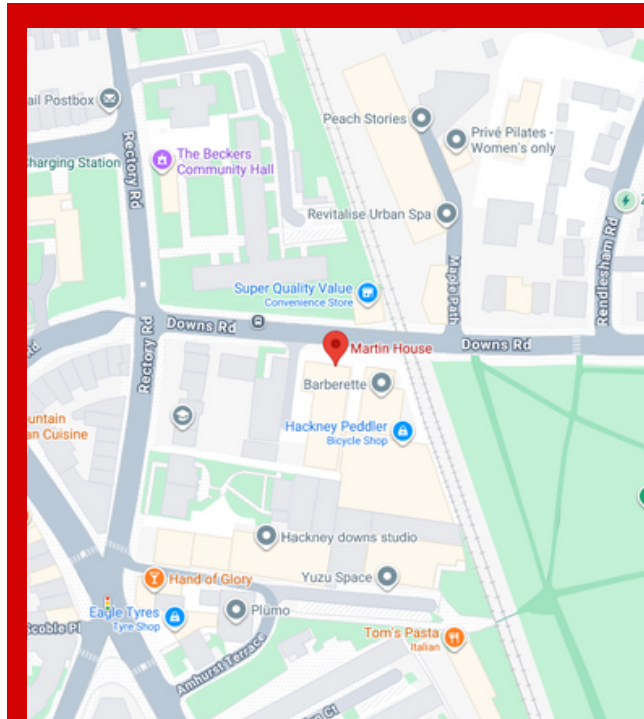 ail Postbox
Peach Stories
Privé Pilates -
Women's only
Rectory Rd
Charging Station
The Beckers
Community Hall
Revitalise Urban Spa
Rendlesham Rd
Maple Path
Super Quality Value
Convenience Store
Downs Rd
Martin House
Downs Rd
Rectory Rd
Barberette
untain
an Cuisine
Hackney Peddler
Bicycle Shop
Hackney downs studio
Hand of Glory
Yuzu Space
Eagle Tyres
Tyre Shop
Plumo
Scoble Pl
Tom's Pasta
Italian
Amhurst Terrace